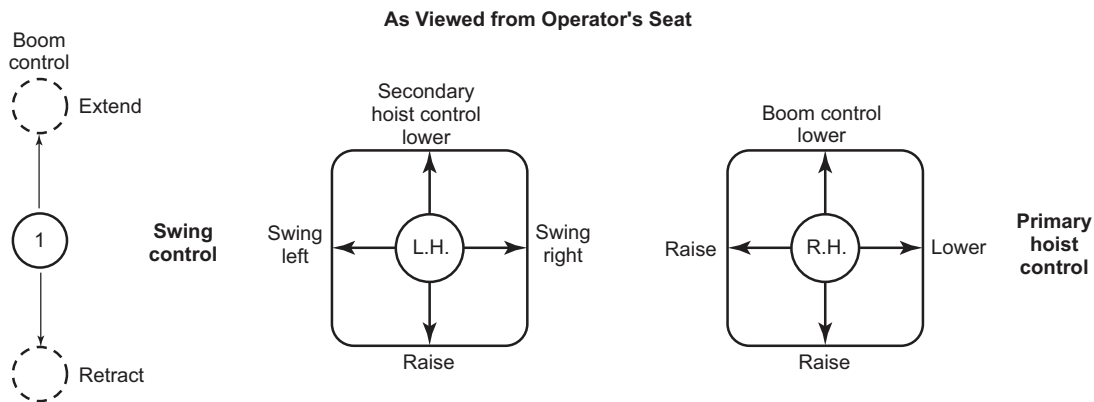 As Viewed from Operator's Seat
Boom
control
Extend
1
Retract
Swing
control
Secondary
hoist control
lower
Swing
left
L.H.
Swing
right
Raise
Boom control
lower
Raise
R.H.
Lower
Raise
Primary
hoist
control